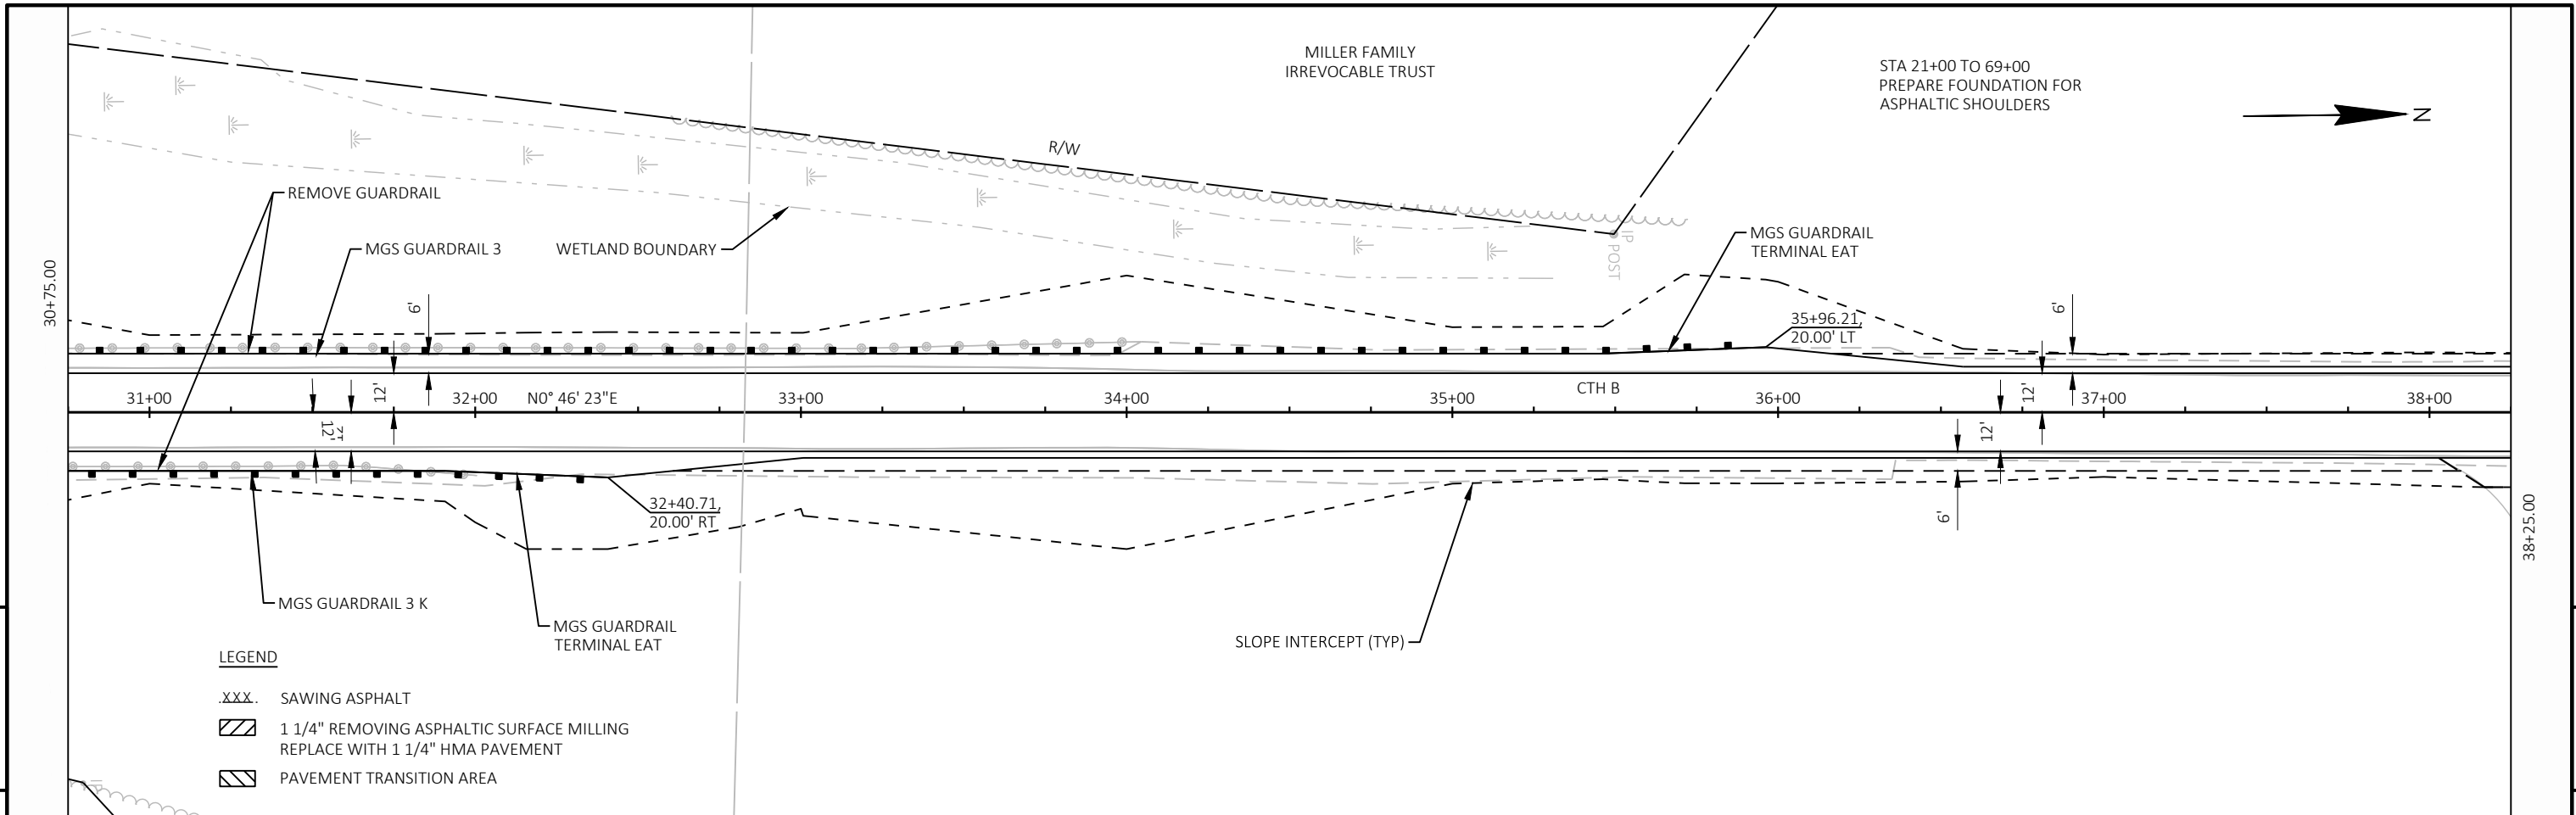 MILLER FAMILY
IRREVOCABLE TRUST
STA 21+00 TO 69+00
PREPARE FOUNDATION FOR
ASPHALTIC SHOULDERS
N
R/W
REMOVE GUARDRAIL
MGS GUARDRAIL 3
WETLAND BOUNDARY
IP
POST
MGS GUARDRAIL
TERMINAL EAT
30+75.00
6'
35+96.21,
20.00' LT
6'
31+00
12'
32+00
N0° 46' 23"E
33+00
34+00
35+00
CTH B
36+00
12'
37+00
38+00
12'
12'
32+40.71,
20.00' RT
6'
38+25.00
MGS GUARDRAIL 3 K
MGS GUARDRAIL
TERMINAL EAT
SLOPE INTERCEPT (TYP)
LEGEND
XXX SAWING ASPHALT
1 1/4" REMOVING ASPHALTIC SURFACE MILLING
REPLACE WITH 1 1/4" HMA PAVEMENT
PAVEMENT TRANSITION AREA